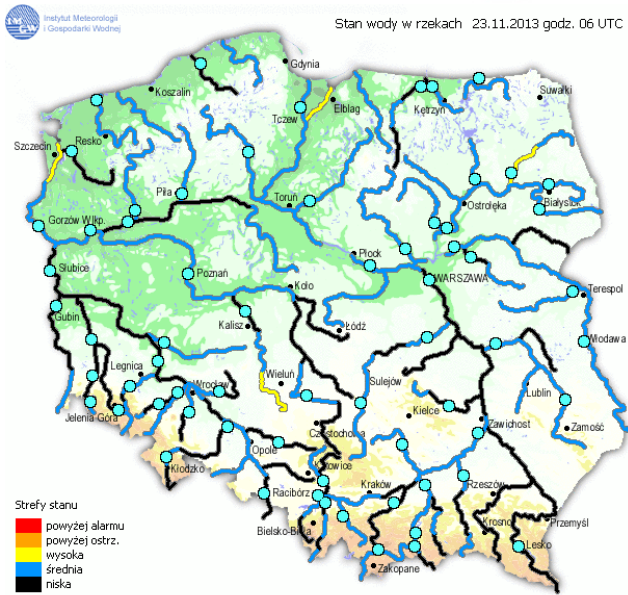 Instytut Meteorologii
i Gospodarki Wodnej
Stan wody w rzekach 23.11.2013 godz. 06 UTC
Gdynia
Koszalin
Suwałki
Elbląg
Kętrzyn
Tczew
Resko
Szczecin
Piła
Toruń
Ostrołęka
Białystok
Gorzów Wlkp.
Płock
Słubice
Poznań
WARSZAWA
Koło
Terespol
Gubin
Kalisz
Łódź
Włodawa
Legnica
Wieluń
Sulejów
Wrocław
Lublin
Jelenia Góra
Kielce
Zawichost
Zamość
Częstochowa
Opole
Kłodzko
Katowice
Racibórz
Kraków
Rzeszów
Bielsko-Biała
Krosno
Przemyśl
Lesko
Zakopane
Strefy stanu
powyżej alarmu
powyżej ostrz.
wysoka
średnia
niska